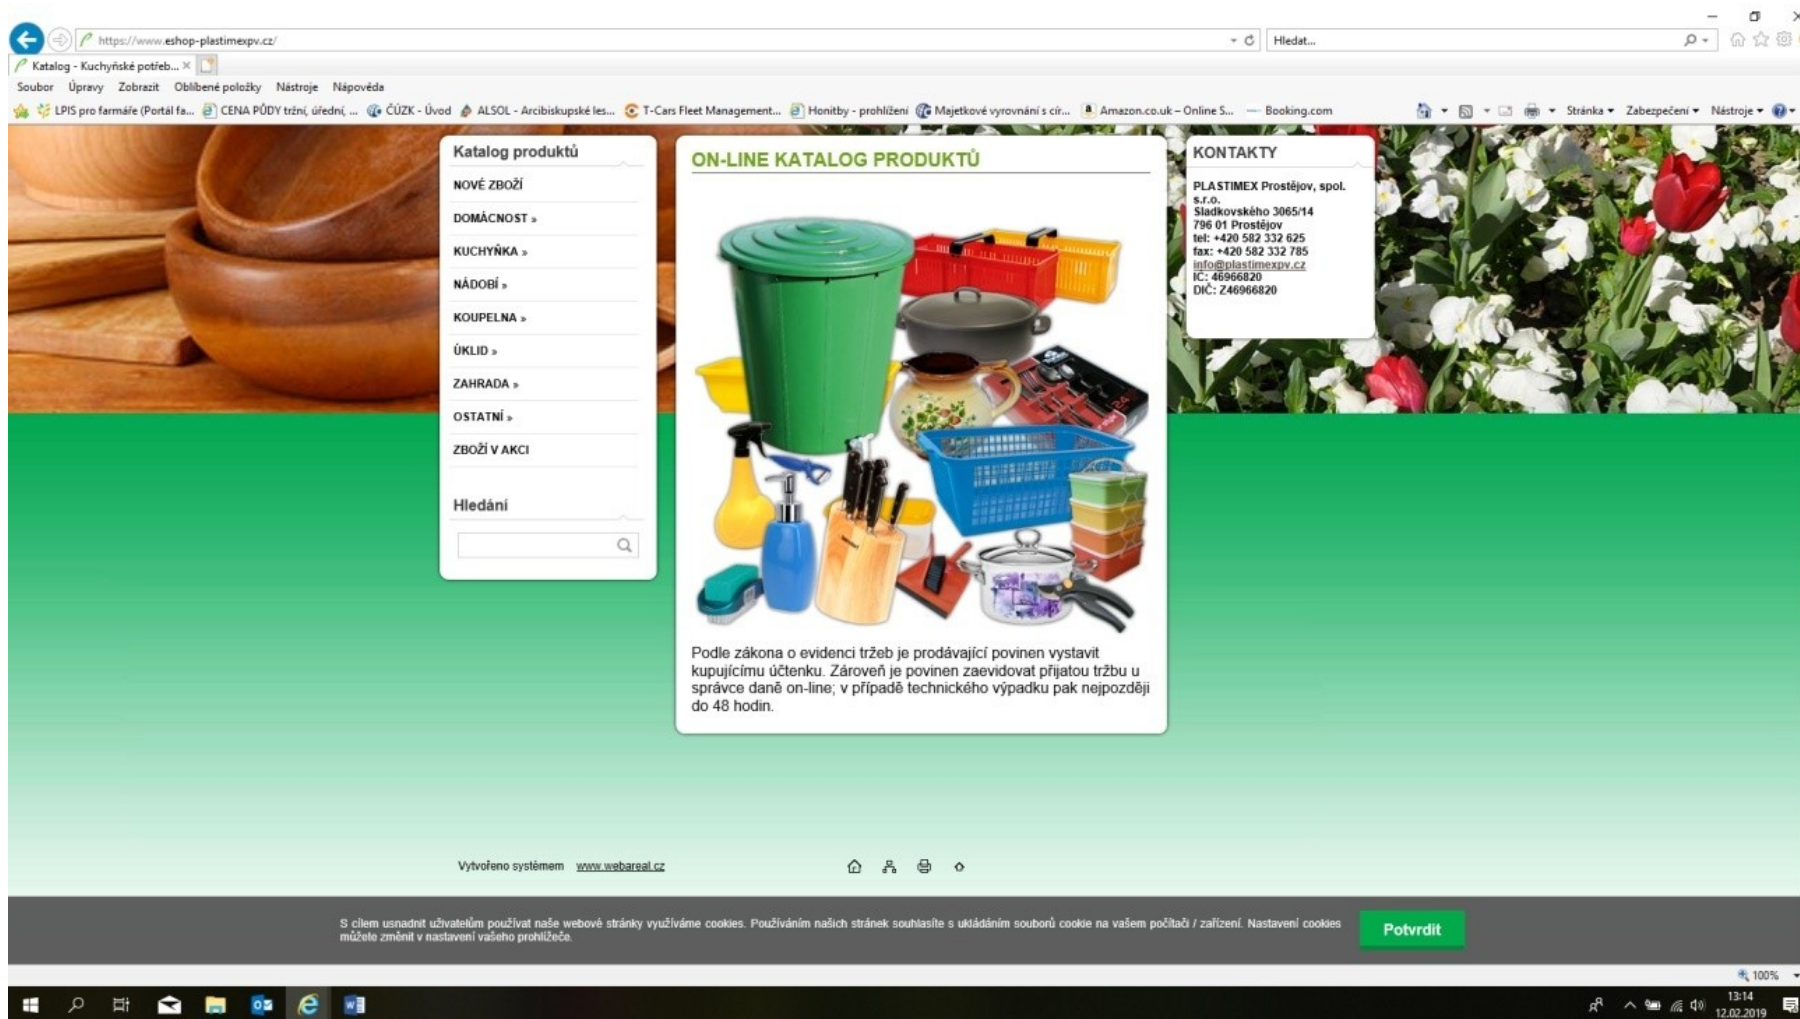 https://www.eshop-plastimexpv.cz/
Hledat...
Katalog - Kuchyňské potřeb...
Soubor Úpravy Zobrazit Oblíbené položky Nástroje Nápověda
LPIS pro farmáře (Portál fa... CENA PŮDY tržní, úřední, ... ČÚZK - Úvod ALSOL - Arcibiskupské les... T-Cars Fleet Management... Honitby - prohlížení Majetkové vyrovnání s cír... Amazon.co.uk – Online S... Booking.com Stránka Zabezpečení Nástroje
Katalog produktů
NOVÉ ZBOŽÍ
DOMÁCNOST »
KUCHYŇKA »
NÁDOBÍ »
KOUPELNA »
ÚKLID »
ZAHRADA »
OSTATNÍ »
ZBOŽÍ V AKCI
Hledání
ON-LINE KATALOG PRODUKTŮ
24
Podle zákona o evidenci tržeb je prodávající povinen vystavit
kupujícímu účtenku. Zároveň je povinen zaevidovat přijatou tržbu u
správce daně on-line; v případě technického výpadku pak nejpozději
do 48 hodin.
KONTAKTY
PLASTIMEX Prostějov, spol.
s.r.o.
Sladkovského 3065/14
796 01 Prostějov
tel: +420 582 332 625
fax: +420 582 332 785
info@plastimexpv.cz
IČ: 46966820
DIČ: Z46966820
Vytvořeno systémem www.webareal.cz
S cílem usnadnit uživatelům používat naše webové stránky využíváme cookies. Používáním našich stránek souhlasíte s ukládáním souborů cookie na vašem počítači / zařízení. Nastavení cookies
můžete změnit v nastavení vašeho prohlížeče.
Potvrdit
100%
13:14
12.02.2019